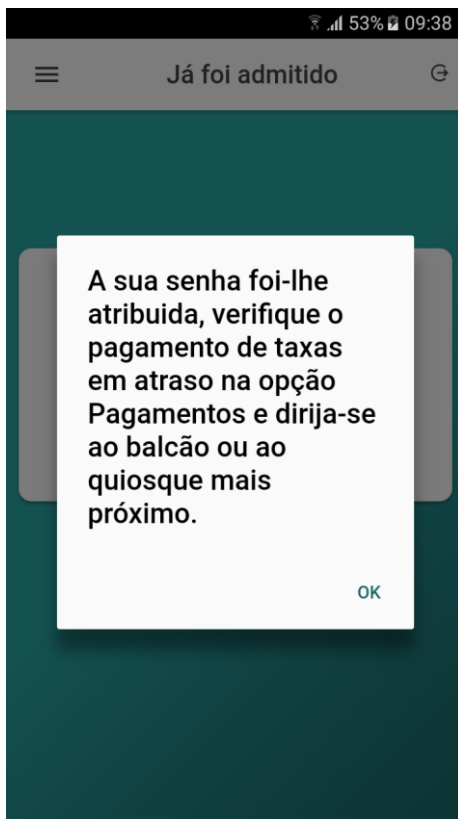 53% 09:38
Já foi admitido
A sua senha foi-lhe
atribuida, verifique o
pagamento de taxas
em atraso na opção
Pagamentos e dirija-se
ao balcão ou ao
quiosque mais
próximo.
OK